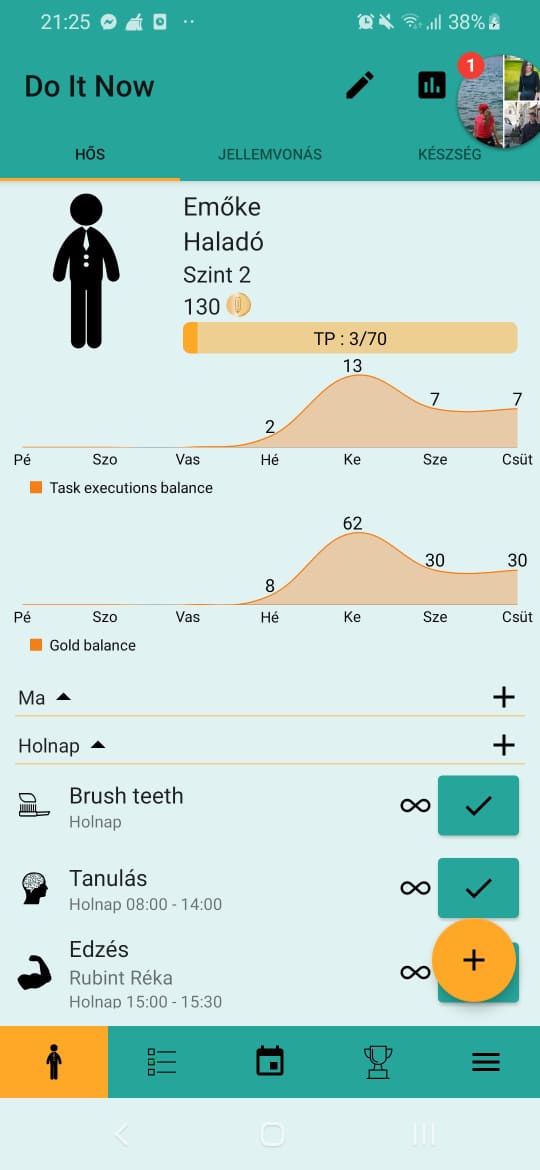 21:25
38%
Do It Now
1
HŐS
JELLEMVONÁS
KÉSZSÉG
Emőke
Haladó
Szint 2
130
TP : 3/70
2
13
7
7
Pé
Szo
Vas
Hé
Ke
Sze
Csüt
Task executions balance
8
62
30
30
Pé
Szo
Vas
Hé
Ke
Sze
Csüt
Gold balance
Ma
Holnap
Brush teeth
Holnap
Tanulás
Holnap 08:00 - 14:00
Edzés
Rubint Réka
Holnap 15:00 - 15:30